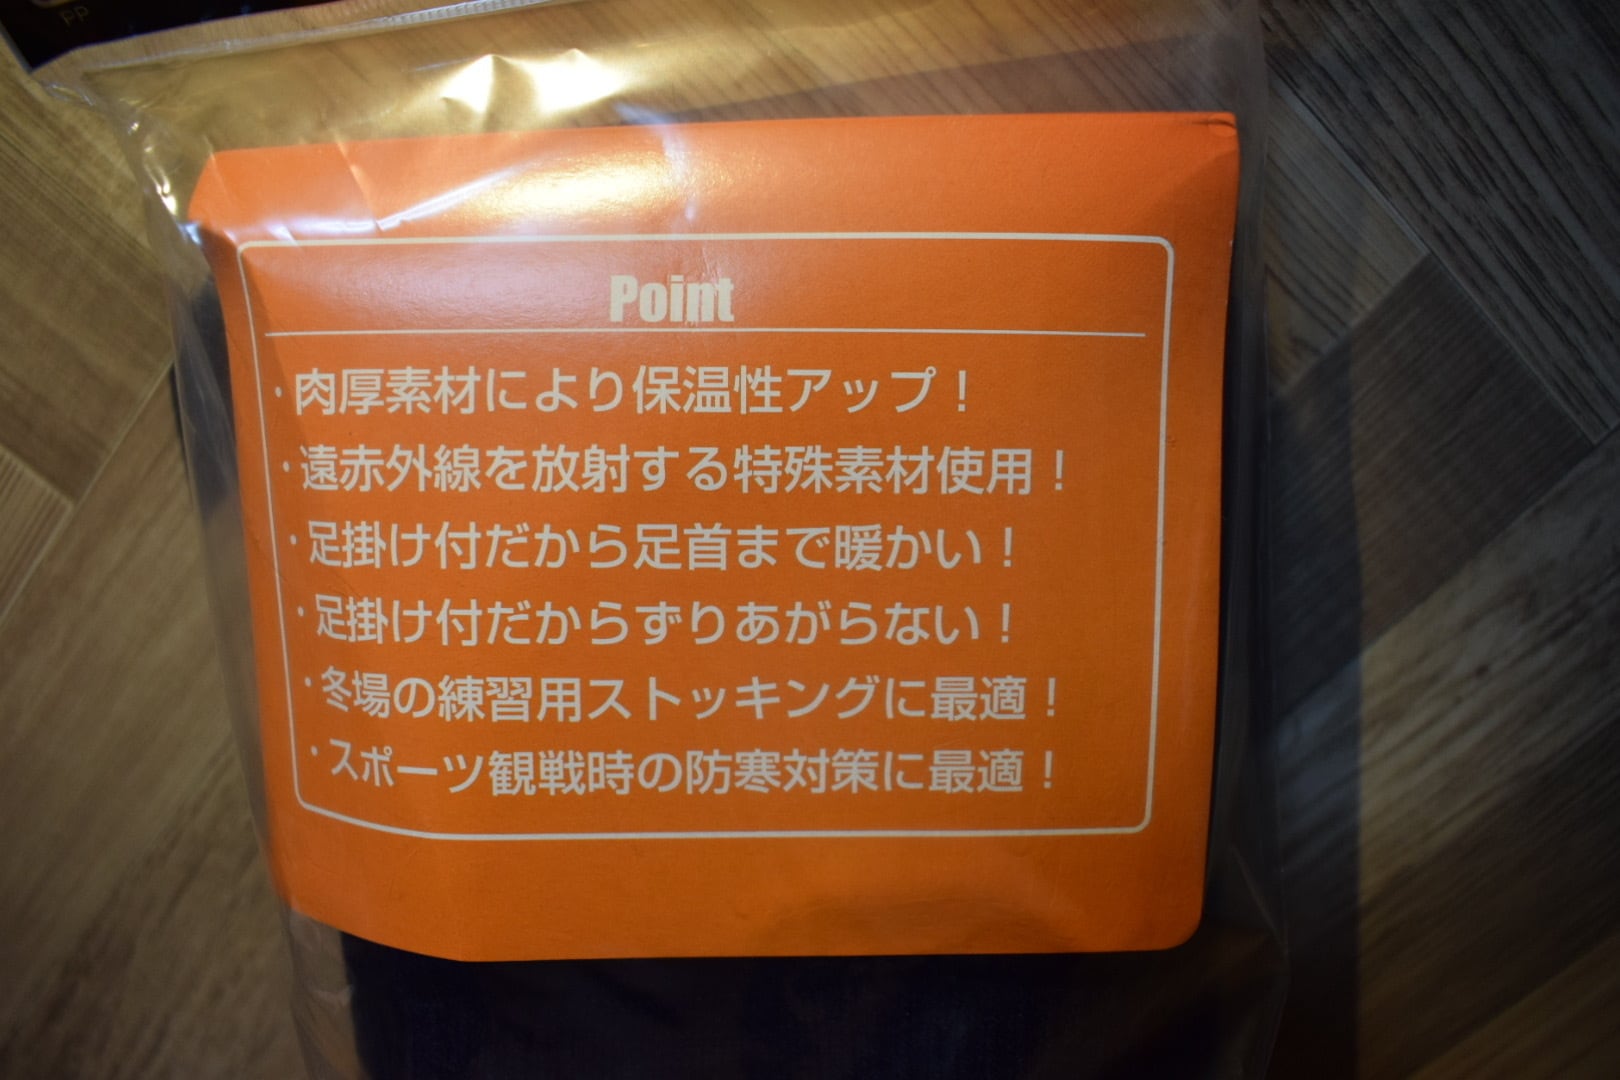 PP
Point
・肉厚素材により保温性アップ！
・遠赤外線を放射する特殊素材使用！
・足掛け付だから足首まで暖かい！
・足掛け付だからずりあがらない！
・冬場の練習用ストッキングに最適！
・スポーツ観戦時の防寒対策に最適！